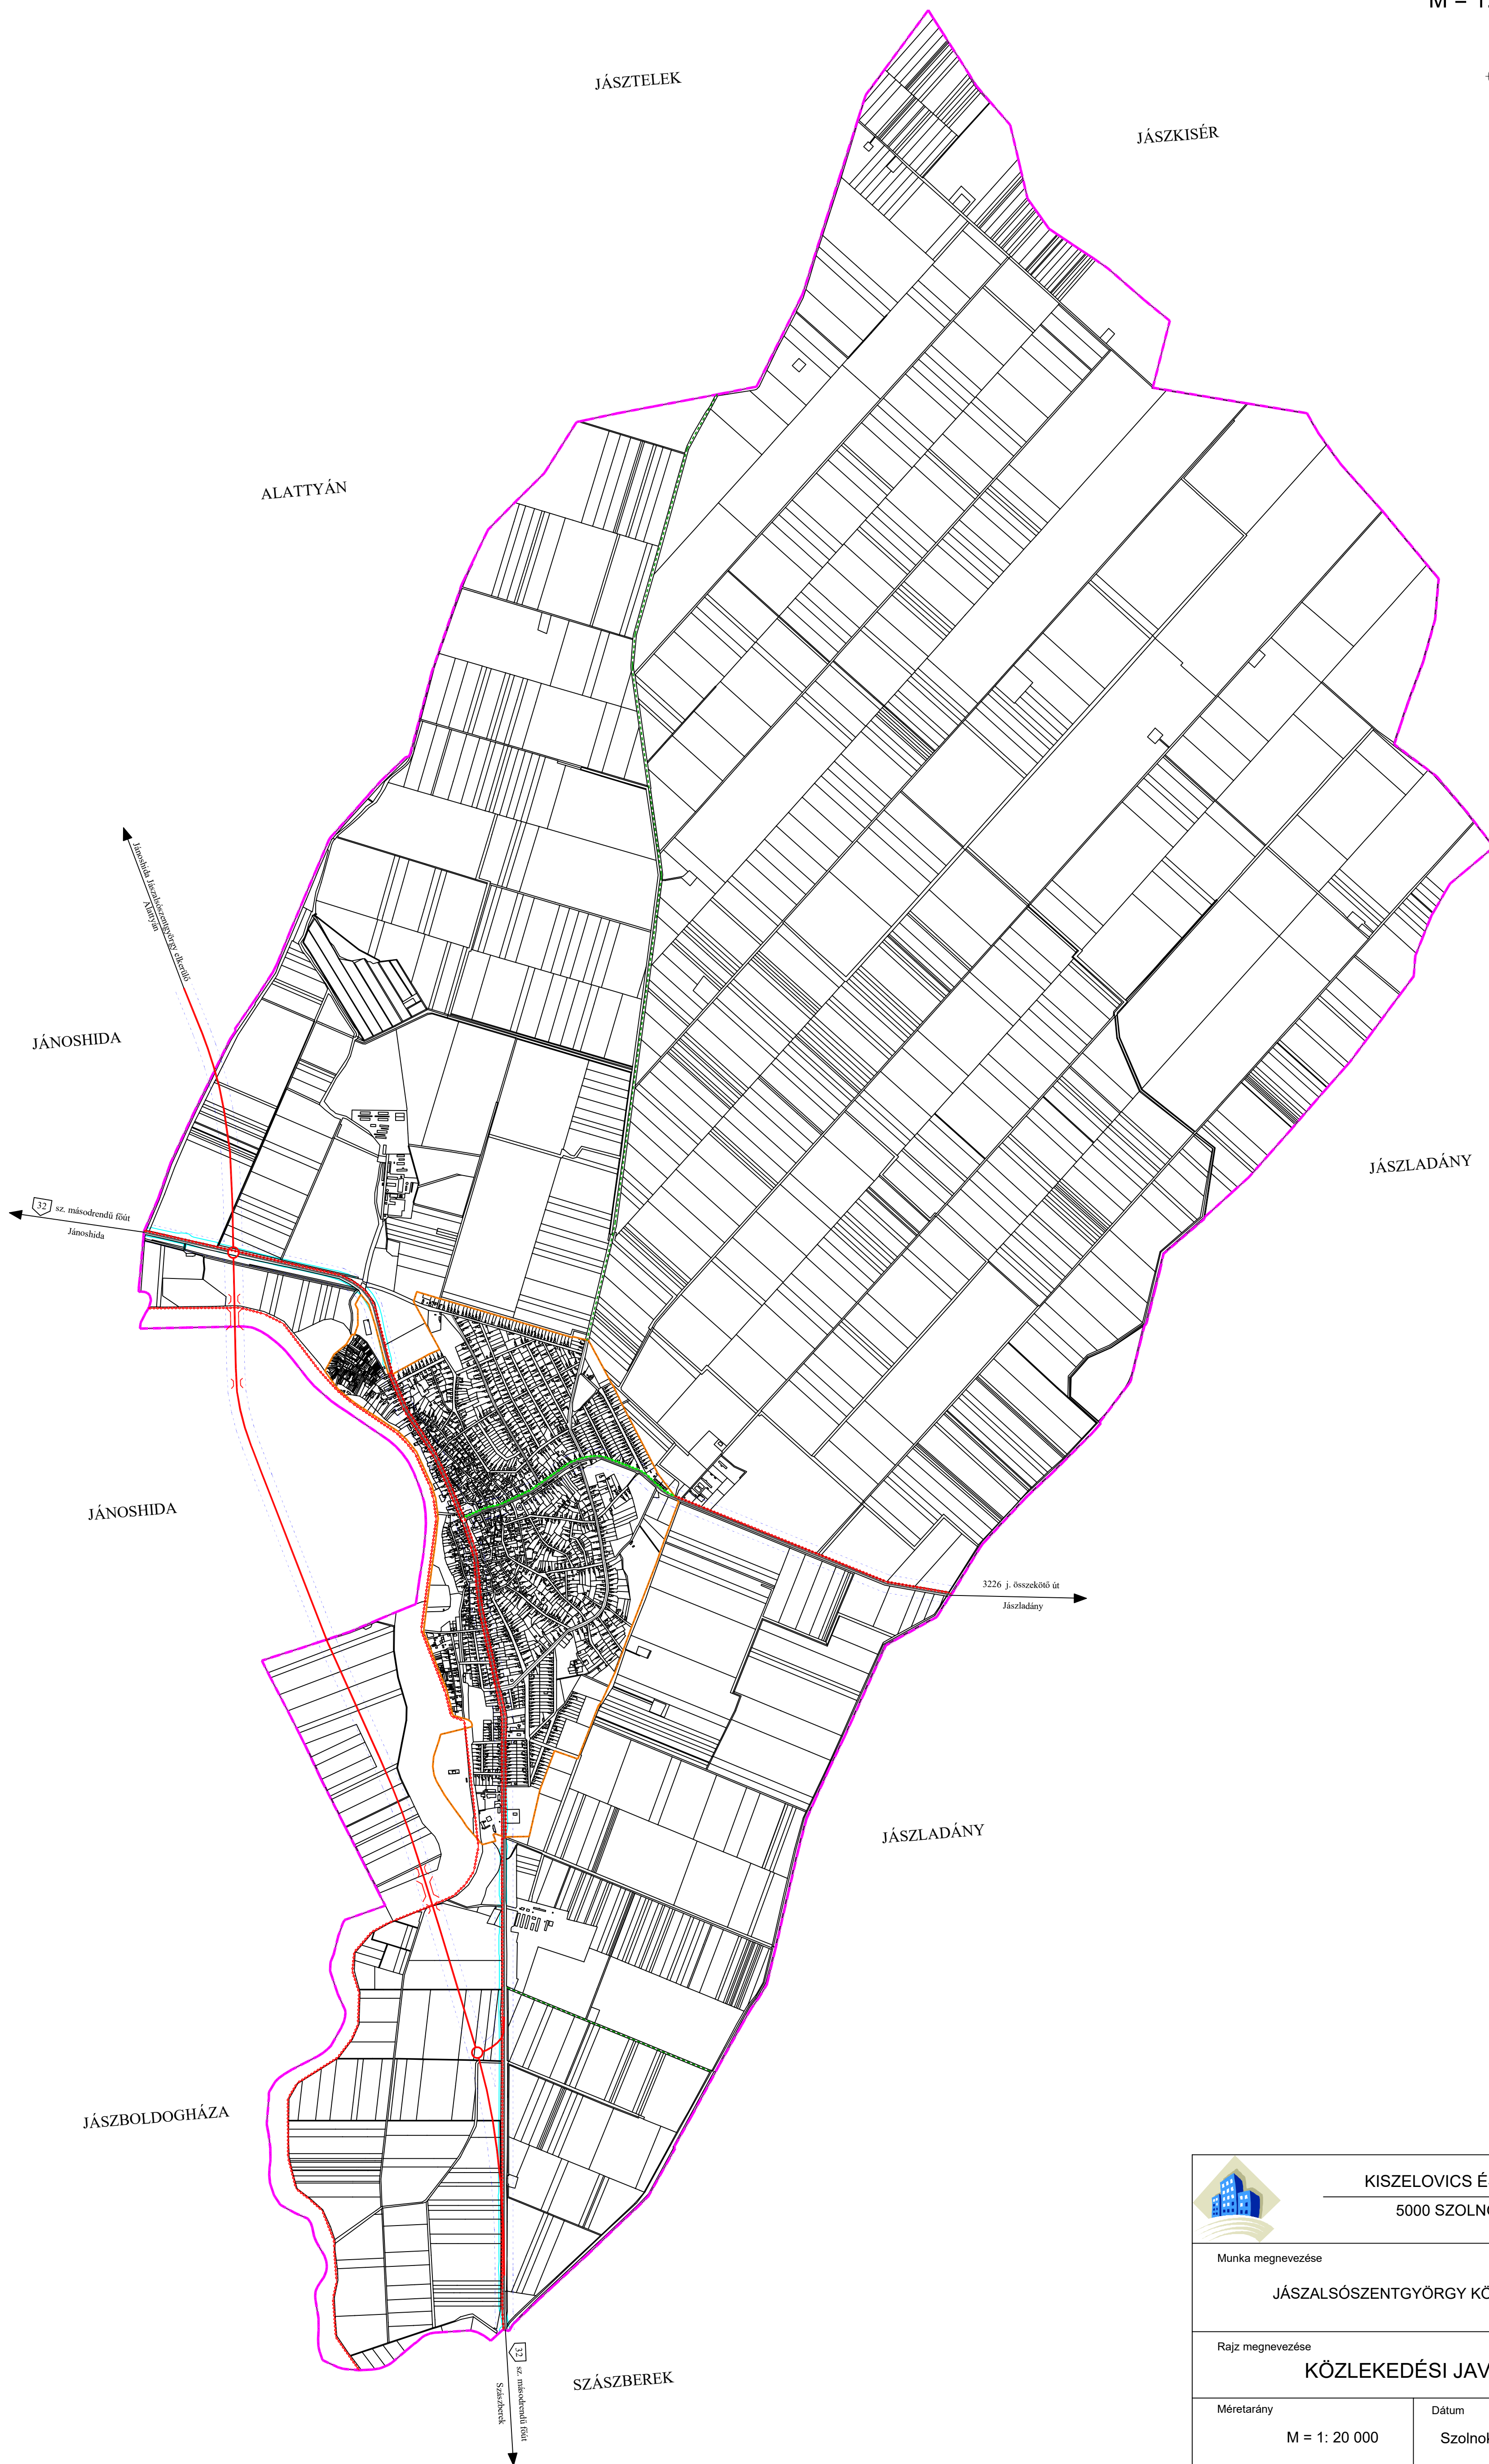 JÁSZTELEK
JÁSZKISÉR
ALATTYÁN
Jánoshida Jászalsószentgyörgy elkerülő
Alattyán
JÁNOSHIDA
32 sz. másodrendű főút
Jánoshida
JÁSZLADÁNY
JÁNOSHIDA
3226 j. összekötő út
Jászladány
JÁSZLADÁNY
JÁSZBOLDOGHÁZA
32 sz. másodrendű főút
Szászberek
SZÁSZBEREK
KISZELOVICS É
5000 SZOLN
Munka megnevezése
JÁSZALSÓSZENTGYÖRGY KÖ
Rajz megnevezése
KÖZLEKEDÉSI JAV
Méretarány
Dátum
M = 1: 20 000
Szolno